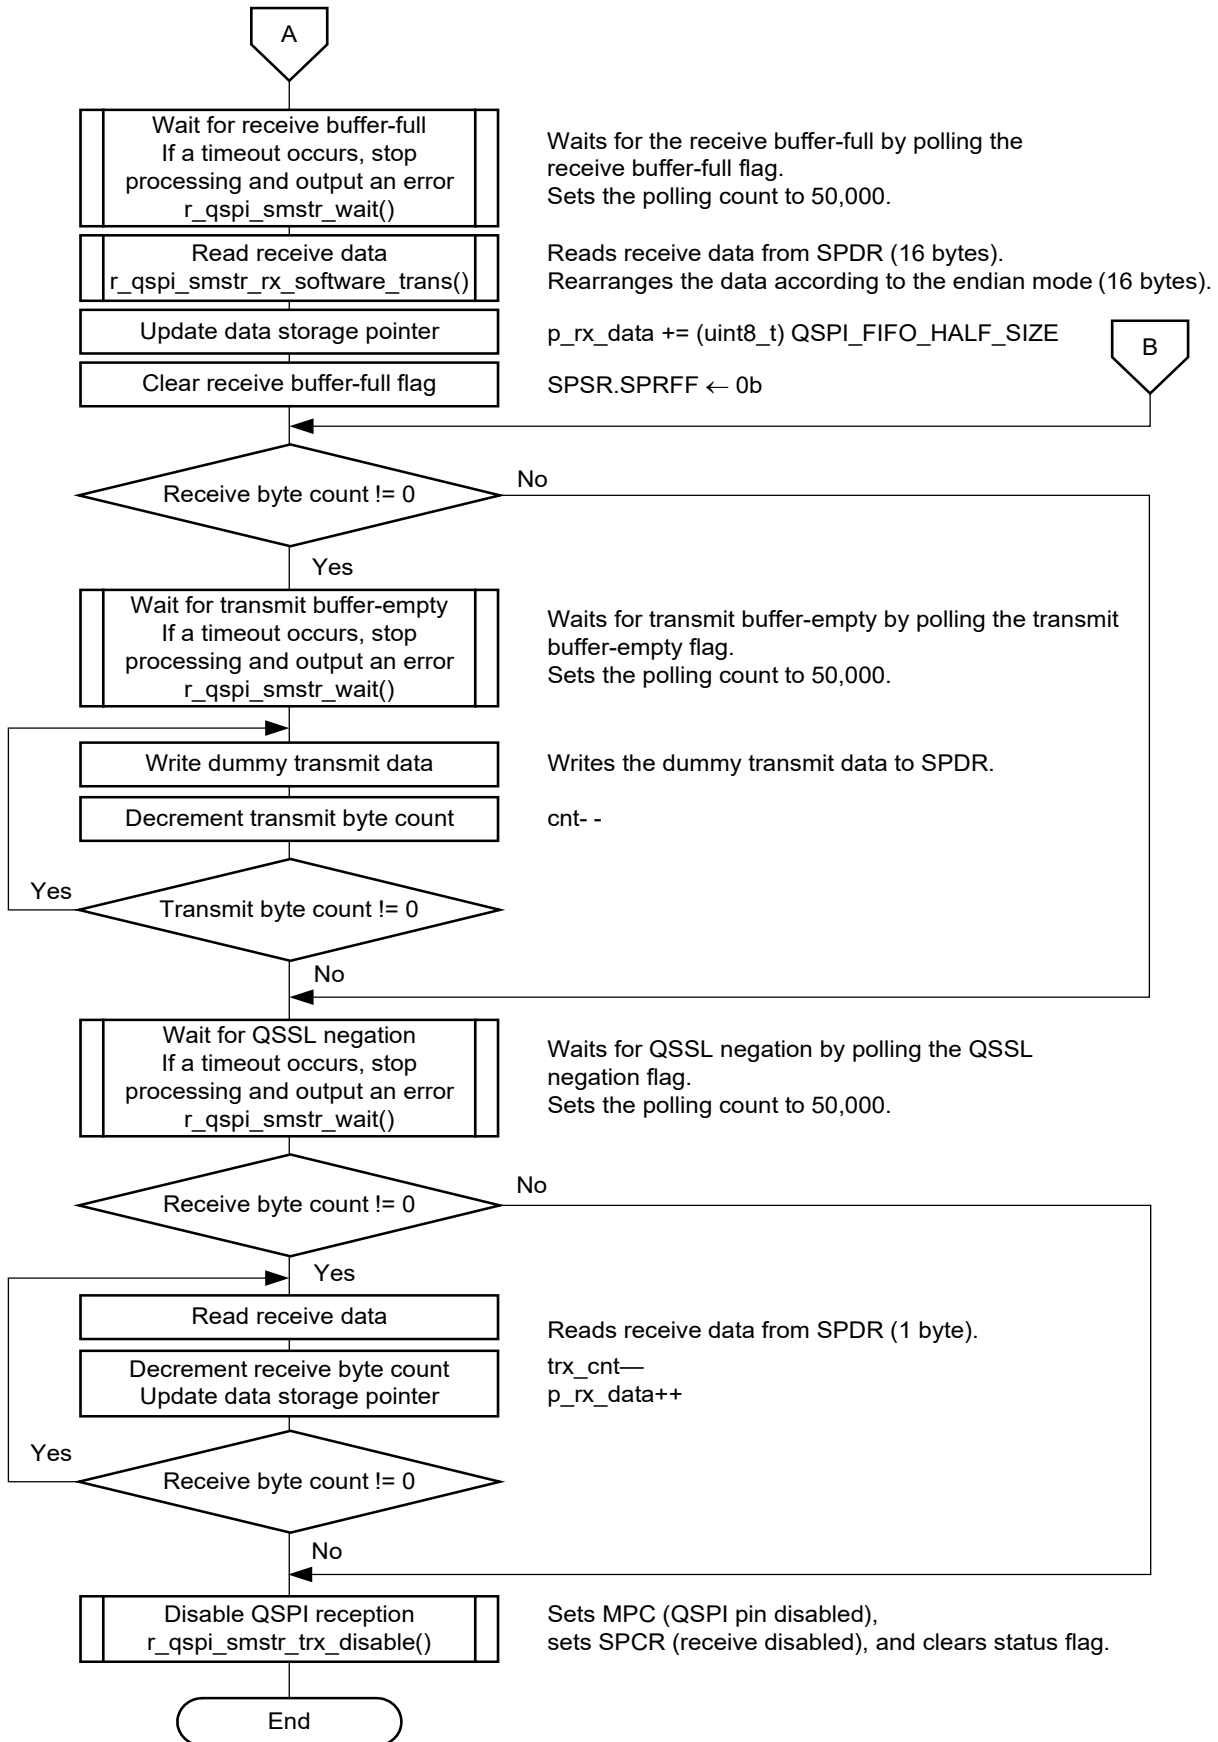 A
Wait for receive buffer-full
If a timeout occurs, stop
processing and output an error
r_qspi_smstr_wait()
Waits for the receive buffer-full by polling the
receive buffer-full flag.
Sets the polling count to 50,000.
Read receive data
r_qspi_smstr_rx_software_trans()
Reads receive data from SPDR (16 bytes).
Rearranges the data according to the endian mode (16 bytes).
Update data storage pointer
p_rx_data += (uint8_t) QSPI_FIFO_HALF_SIZE
B
Clear receive buffer-full flag
SPSR.SPRFF ← 0b
Receive byte count != 0
No
Yes
Wait for transmit buffer-empty
If a timeout occurs, stop
processing and output an error
r_qspi_smstr_wait()
Waits for transmit buffer-empty by polling the transmit
buffer-empty flag.
Sets the polling count to 50,000.
Write dummy transmit data
Writes the dummy transmit data to SPDR.
Decrement transmit byte count
cnt- -
Yes
Transmit byte count != 0
No
Wait for QSSL negation
If a timeout occurs, stop
processing and output an error
r_qspi_smstr_wait()
Waits for QSSL negation by polling the QSSL
negation flag.
Sets the polling count to 50,000.
Receive byte count != 0
No
Yes
Read receive data
Reads receive data from SPDR (1 byte).
Decrement receive byte count
Update data storage pointer
trx_cnt—
p_rx_data++
Yes
Receive byte count != 0
No
Disable QSPI reception
r_qspi_smstr_trx_disable()
Sets MPC (QSPI pin disabled),
sets SPCR (receive disabled), and clears status flag.
End